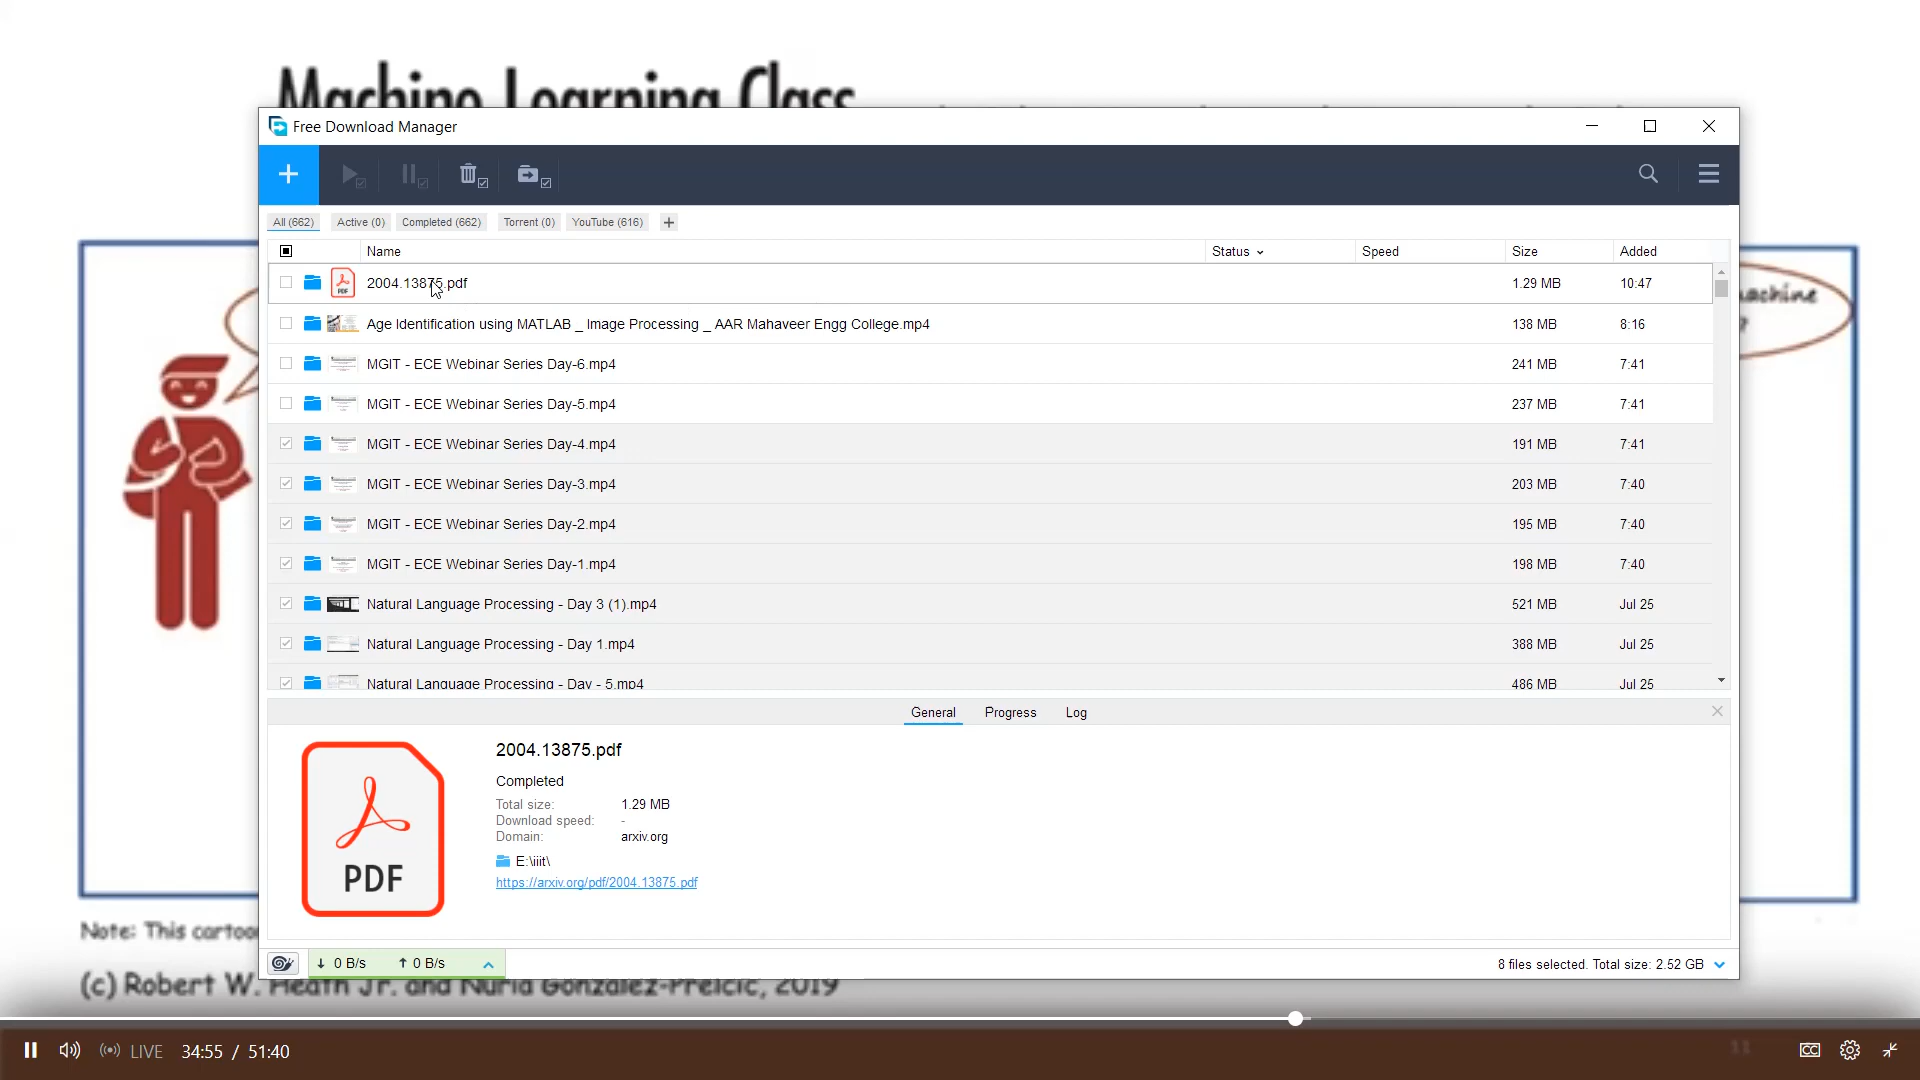 Machine Learning Class
Free Download Manager
All (662) Active (0) Completed (662) Torrent (0) YouTube (616) +
Name Status Speed Size Added
2004.13875.pdf 1.29 MB 10:47
machine
?
Age Identification using MATLAB _ Image Processing _ AAR Mahaveer Engg College.mp4 138 MB 8:16
MGIT - ECE Webinar Series Day-6.mp4 241 MB 7:41
MGIT - ECE Webinar Series Day-5.mp4 237 MB 7:41
MGIT - ECE Webinar Series Day-4.mp4 191 MB 7:41
MGIT - ECE Webinar Series Day-3.mp4 203 MB 7:40
MGIT - ECE Webinar Series Day-2.mp4 195 MB 7:40
MGIT - ECE Webinar Series Day-1.mp4 198 MB 7:40
Natural Language Processing - Day 3 (1).mp4 521 MB Jul 25
Natural Language Processing - Day 1.mp4 388 MB Jul 25
Natural Language Processing - Day - 5.mp4 486 MB Jul 25
General Progress Log
2004.13875.pdf
Completed
Total size: 1.29 MB
Download speed: -
Domain: arxiv.org
E:\iiit\
https://arxiv.org/pdf/2004.13875.pdf
PDF
Note: This cartoo
0 B/s 0 B/s 8 files selected. Total size: 2.52 GB
(c) Robert W. Heath Jr. and Nuria Gonzalez-Prelcic, 2019
LIVE 34:55 / 51:40 11
CC